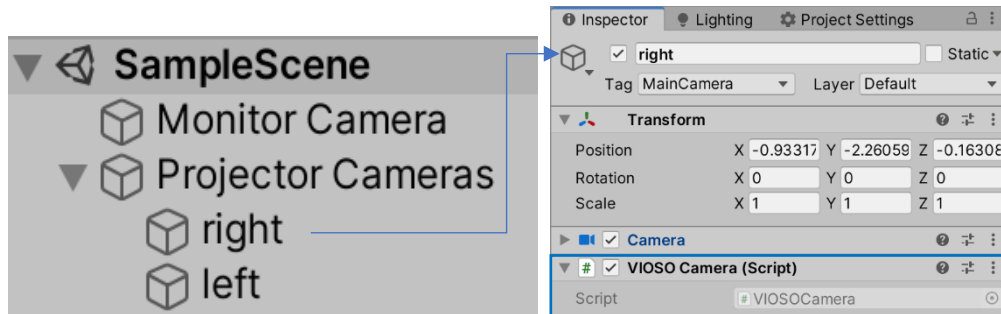 SampleScene
Monitor Camera
Projector Cameras
right
left
Inspector Lighting Project Settings
right Static
Tag MainCamera Layer Default
Transform
Position X -0.93317 Y -2.26059 Z -0.16308
Rotation X 0 Y 0 Z 0
Scale X 1 Y 1 Z 1
Camera
# VIOSO Camera (Script)
Script # VIOSOCamera